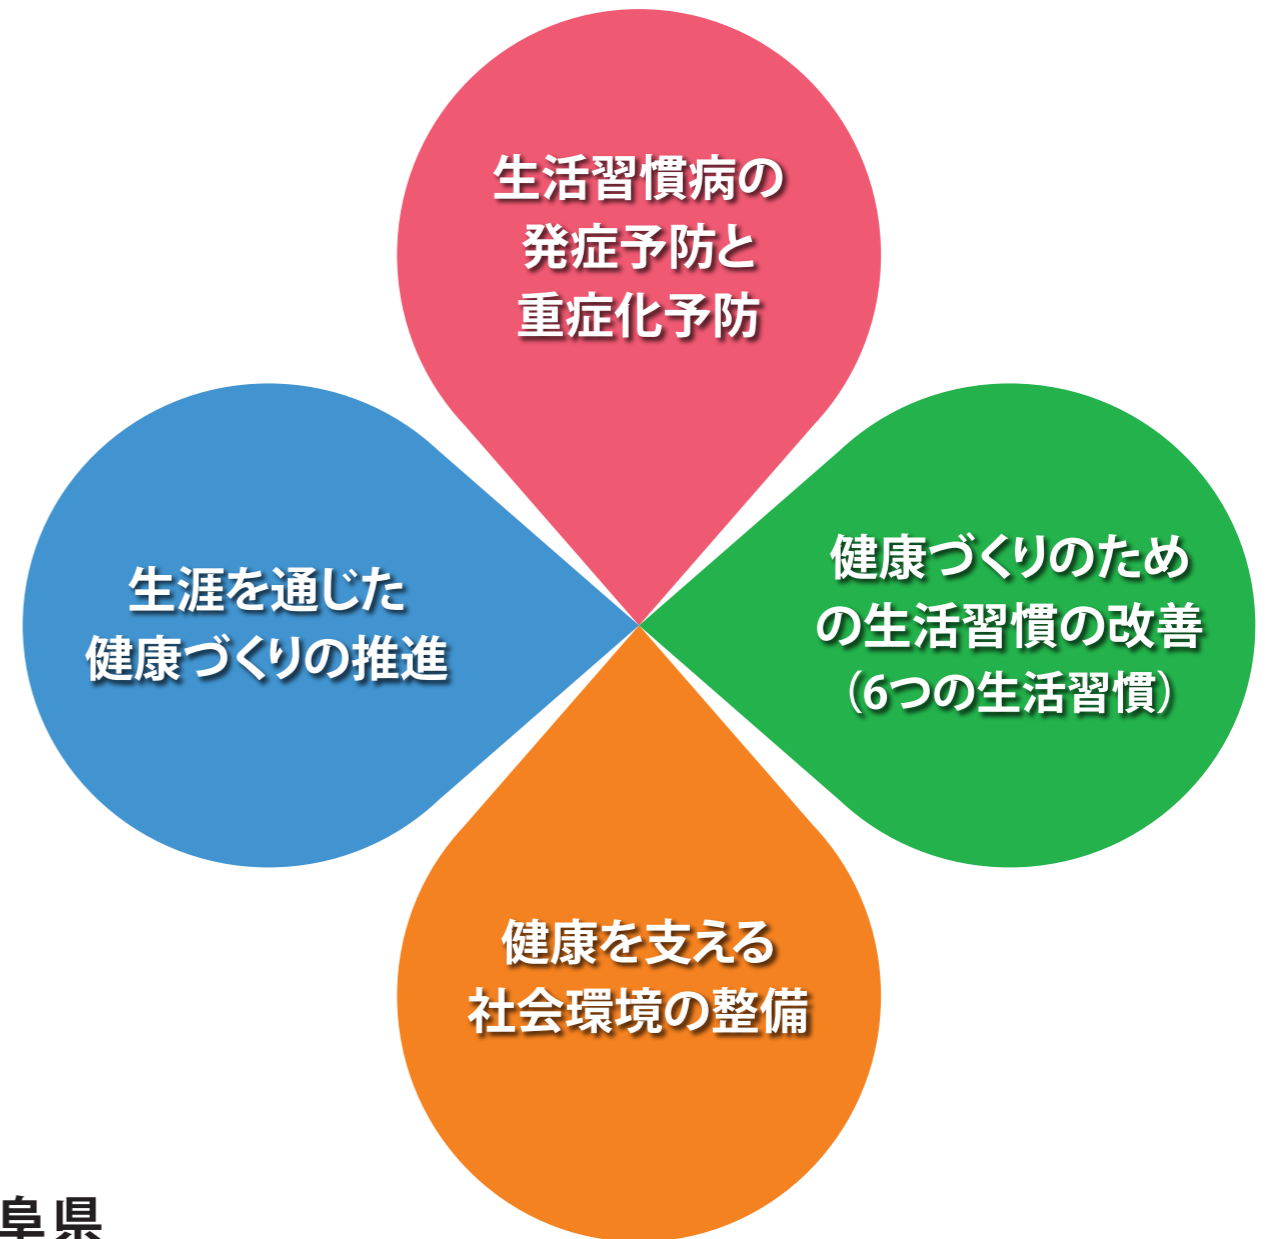 生活習慣病の
発症予防と
重症化予防
生涯を通じた
健康づくりの推進
健康づくりのため
の生活習慣の改善
（6つの生活習慣）
健康を支える
社会環境の整備
阜県